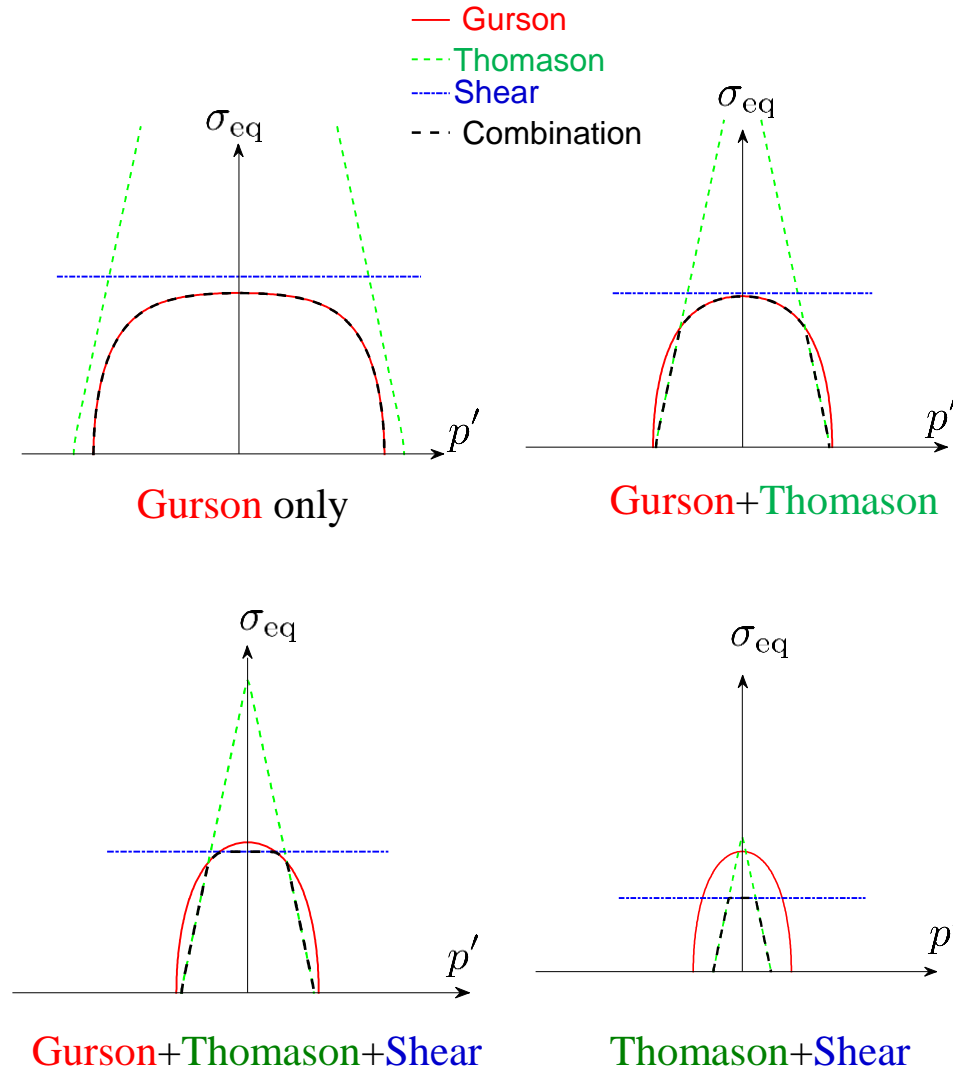 Gurson
Thomason
Shear
Combination
σeq
p′
Gurson only
σeq
p′
Gurson+Thomason
σeq
p′
Gurson+Thomason+Shear
σeq
p′
Thomason+Shear